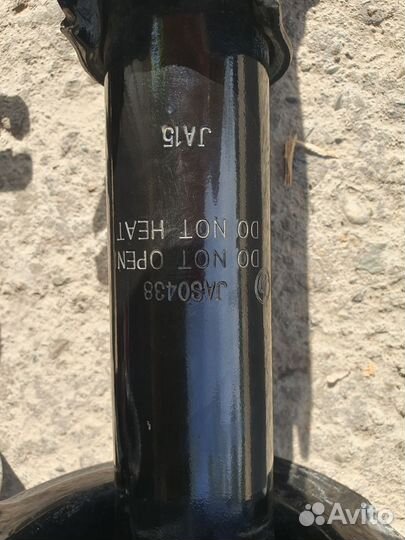 JAS0438
DO NOT OPEN
DO NOT HEAT
JA15
Avito